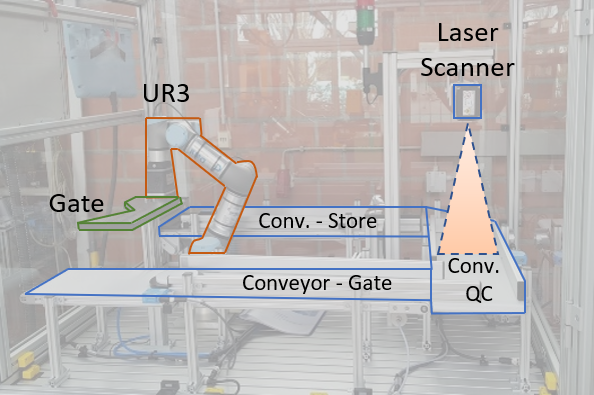 Laser
Scanner
UR3
Gate
Conv. - Store
Conv.
QC
Conveyor - Gate